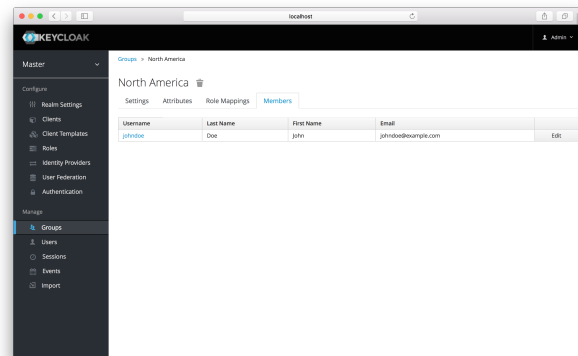 localhost
KEYCLOAK
Admin
Master
Groups > North America
North America
Settings Attributes Role Mappings Members
Username Last Name First Name Email
johndoe Doe John johndoe@example.com Edit
Configure
Realm Settings
Clients
Client Templates
Roles
Identity Providers
User Federation
Authentication
Manage
Groups
Users
Sessions
Events
Import